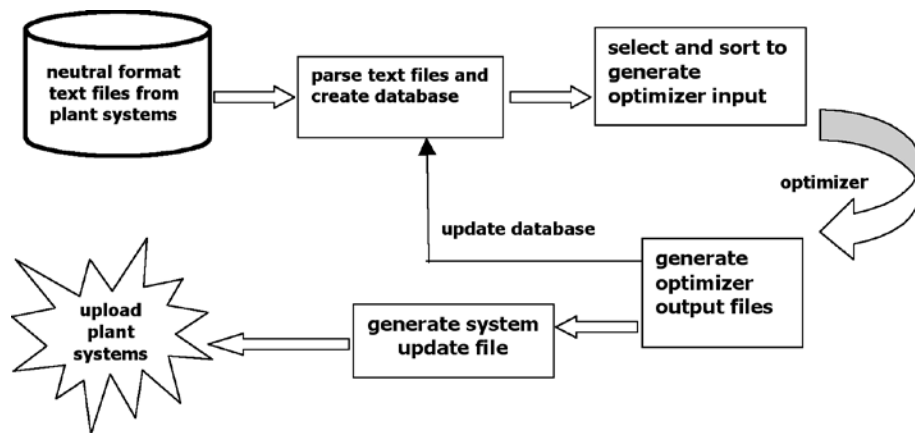 neutral format
text files from
plant systems
parse text files and
create database
select and sort to
generate
optimizer input
optimizer
update database
generate
optimizer
output files
generate system
update file
upload
plant
systems